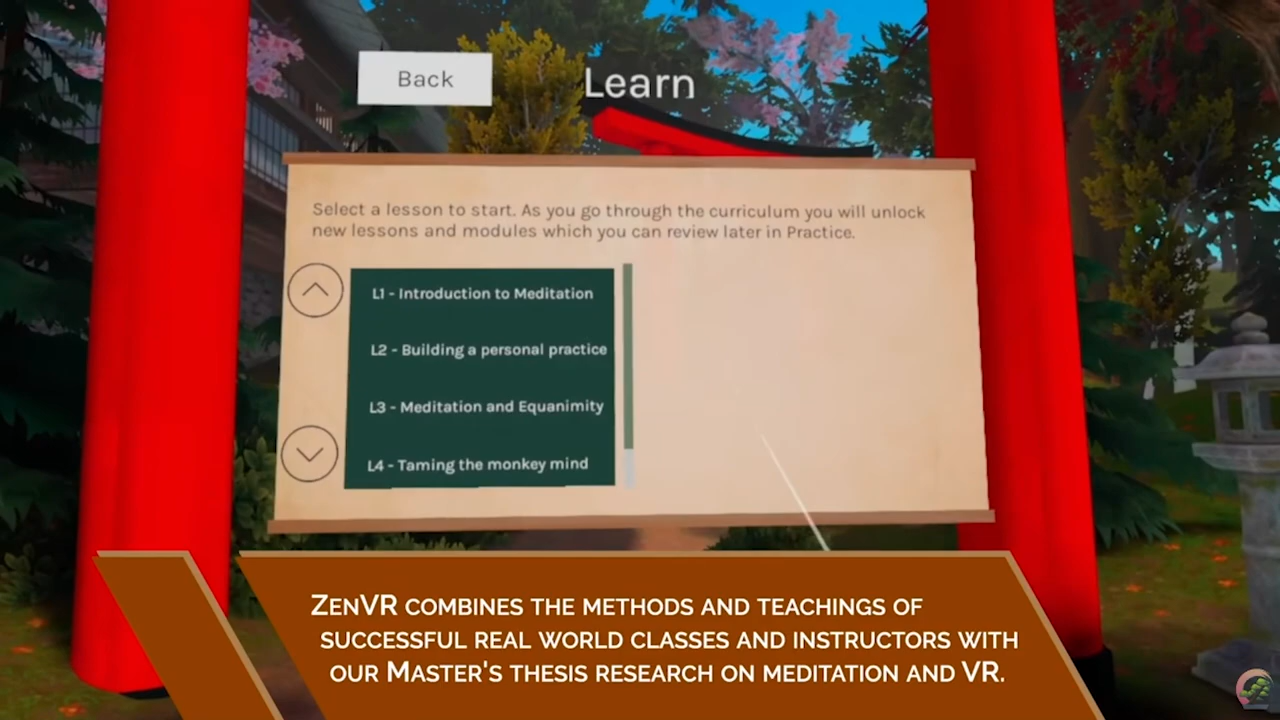 Back
Learn
Select a lesson to start. As you go through the curriculum you will unlock
new lessons and modules which you can review later in Practice.
L1 - Introduction to Meditation
L2 - Building a personal practice
L3 - Meditation and Equanimity
L4 - Taming the monkey mind
ZenVR combines the methods and teachings of
successful real world classes and instructors with
our Master's thesis research on meditation and VR.